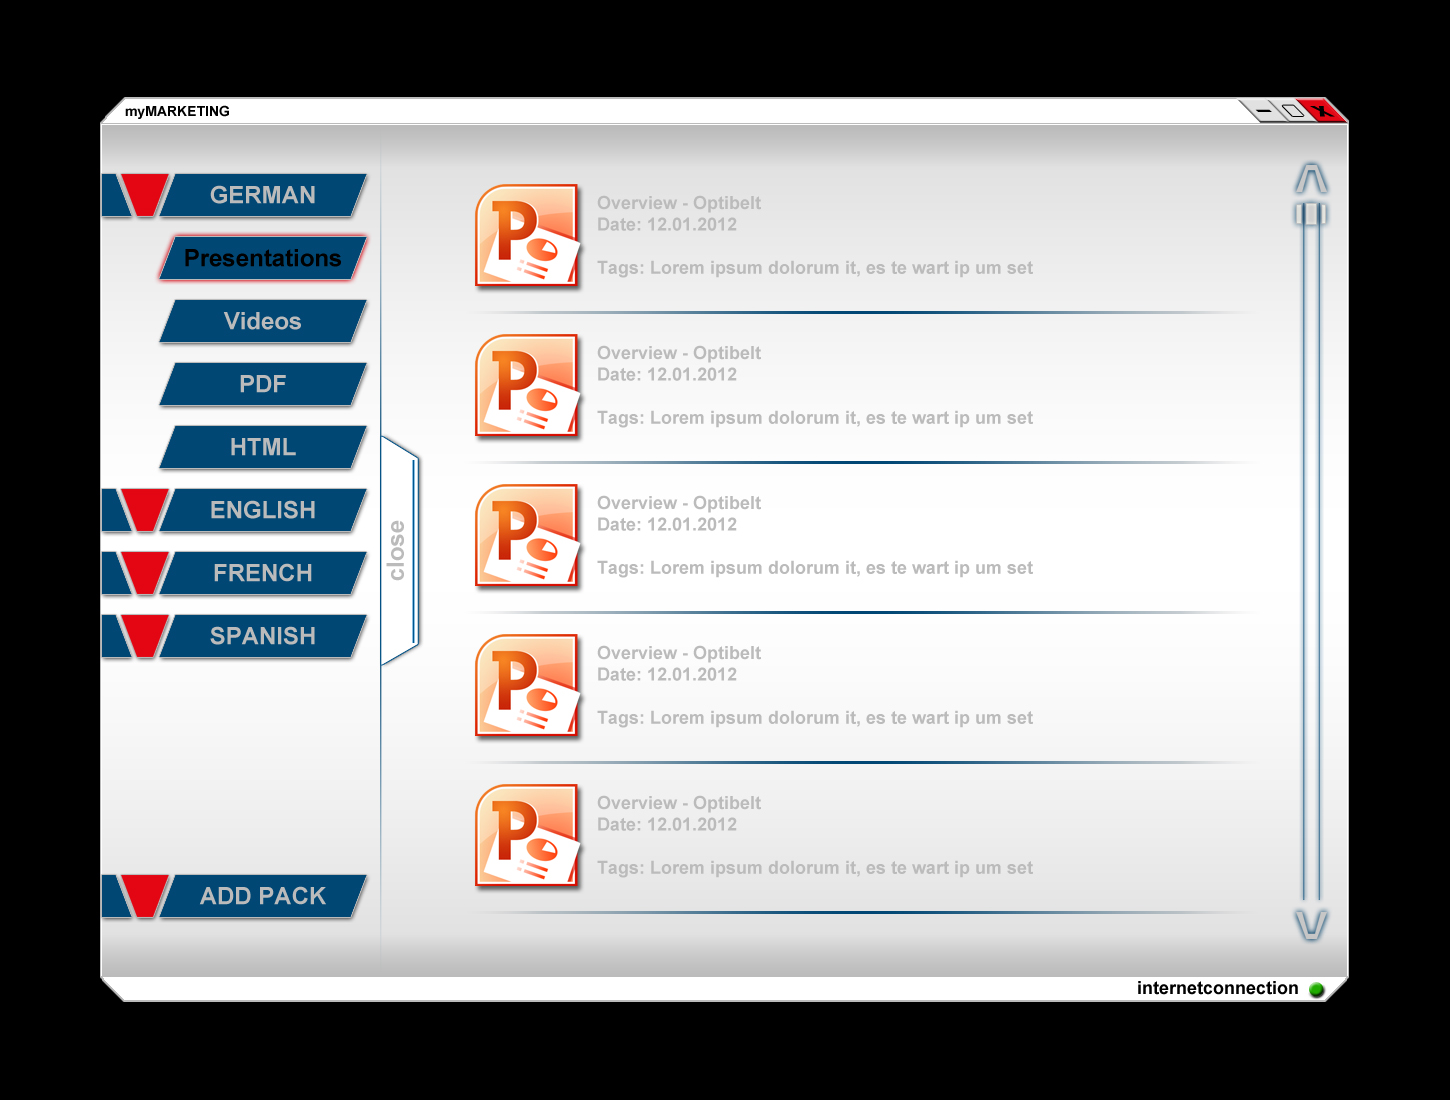 myMARKETING
GERMAN
Presentations
Videos
PDF
HTML
ENGLISH
FRENCH
SPANISH
ADD PACK
close
Overview - Optibelt
Date: 12.01.2012
Tags: Lorem ipsum dolorum it, es te wart ip um set
Overview - Optibelt
Date: 12.01.2012
Tags: Lorem ipsum dolorum it, es te wart ip um set
Overview - Optibelt
Date: 12.01.2012
Tags: Lorem ipsum dolorum it, es te wart ip um set
Overview - Optibelt
Date: 12.01.2012
Tags: Lorem ipsum dolorum it, es te wart ip um set
Overview - Optibelt
Date: 12.01.2012
Tags: Lorem ipsum dolorum it, es te wart ip um set
internetconnection